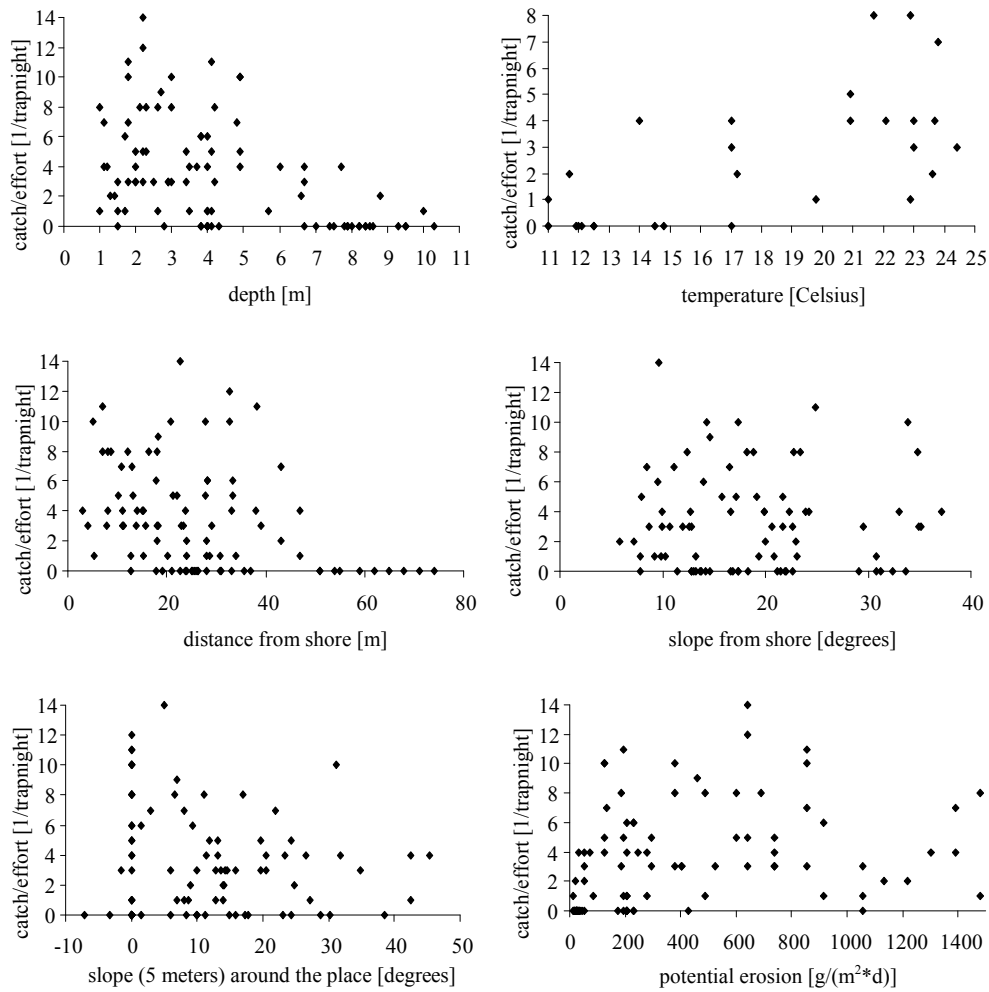 catch/effort [1/trapnight]
14
12
10
8
6
4
2
0
0 1 2 3 4 5 6 7 8 9 10 11
depth [m]
catch/effort [1/trapnight]
8
7
6
5
4
3
2
1
0
11 12 13 14 15 16 17 18 19 20 21 22 23 24 25
temperature [Celsius]
catch/effort [1/trapnight]
14
12
10
8
6
4
2
0
0 20 40 60 80
distance from shore [m]
catch/effort [1/trapnight]
14
12
10
8
6
4
2
0
0 10 20 30 40
slope from shore [degrees]
catch/effort [1/trapnight]
14
12
10
8
6
4
2
0
-10 0 10 20 30 40 50
slope (5 meters) around the place [degrees]
catch/effort [1/trapnight]
14
12
10
8
6
4
2
0
0 200 400 600 800 1000 1200 1400
potential erosion [g/(m²*d)]